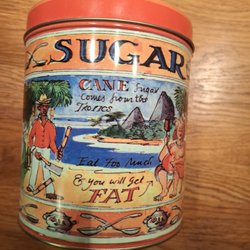 SUGAR
CANE Sugar
Comes from the
TROPICS
Eat Too Much
& you will Get
FAT